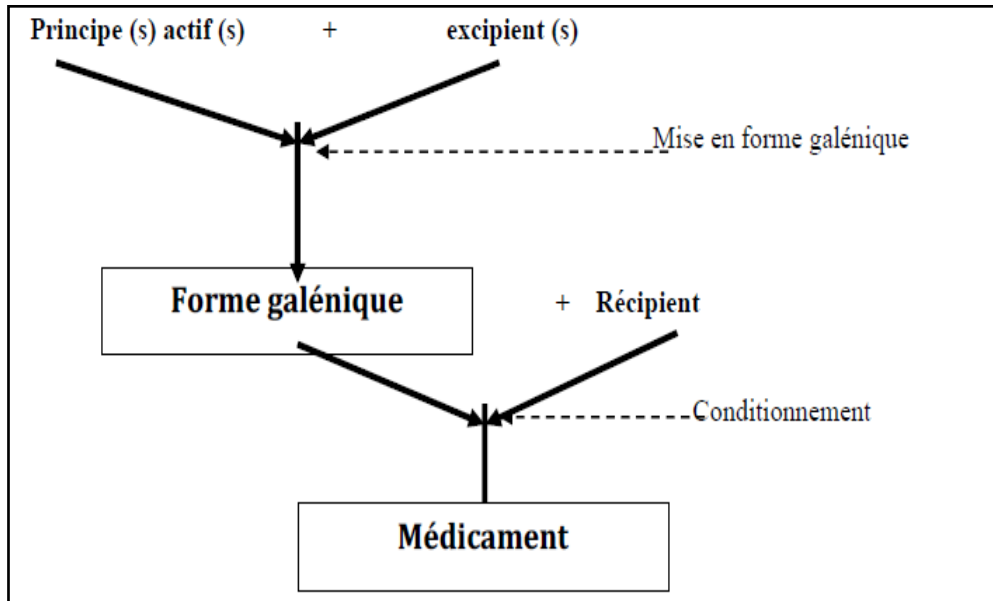 Principe (s) actif (s) + excipient (s)
Mise en forme galénique
Forme galénique + Récipient
Conditionnement
Médicament